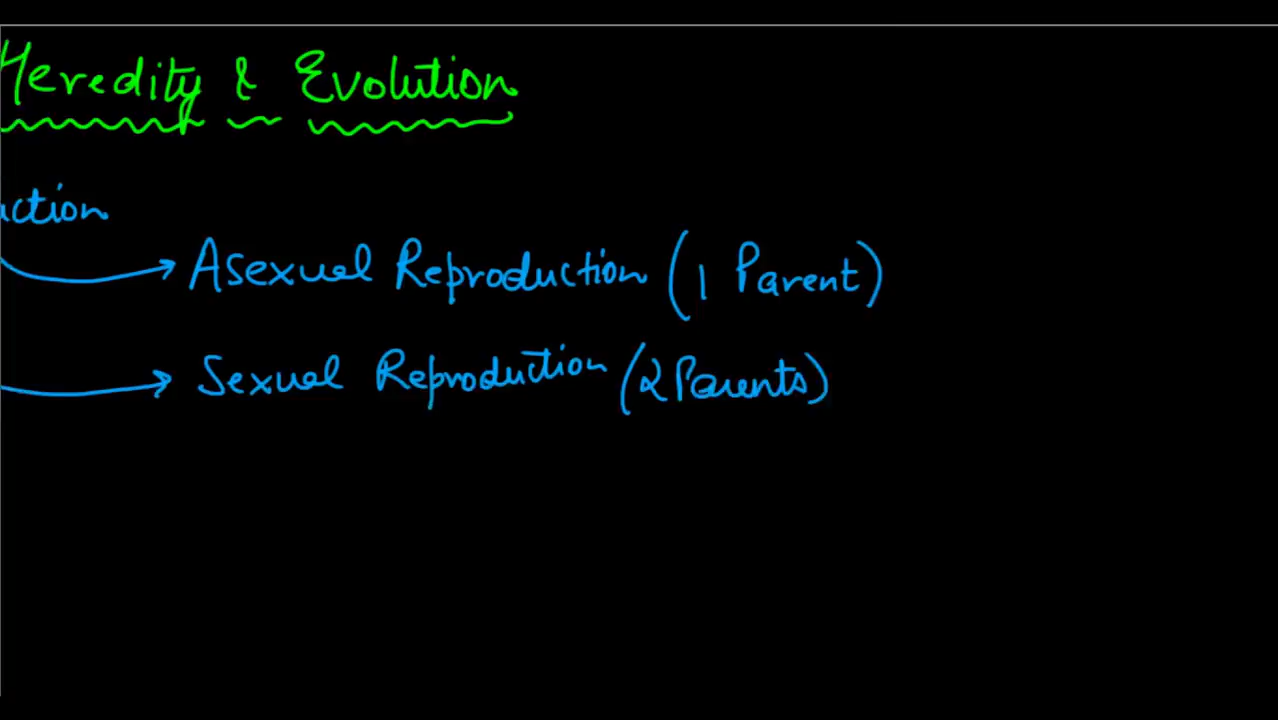 Heredity & Evolution
uction
Asexual Reproduction (1 Parent)
Sexual Reproduction (2 Parents)